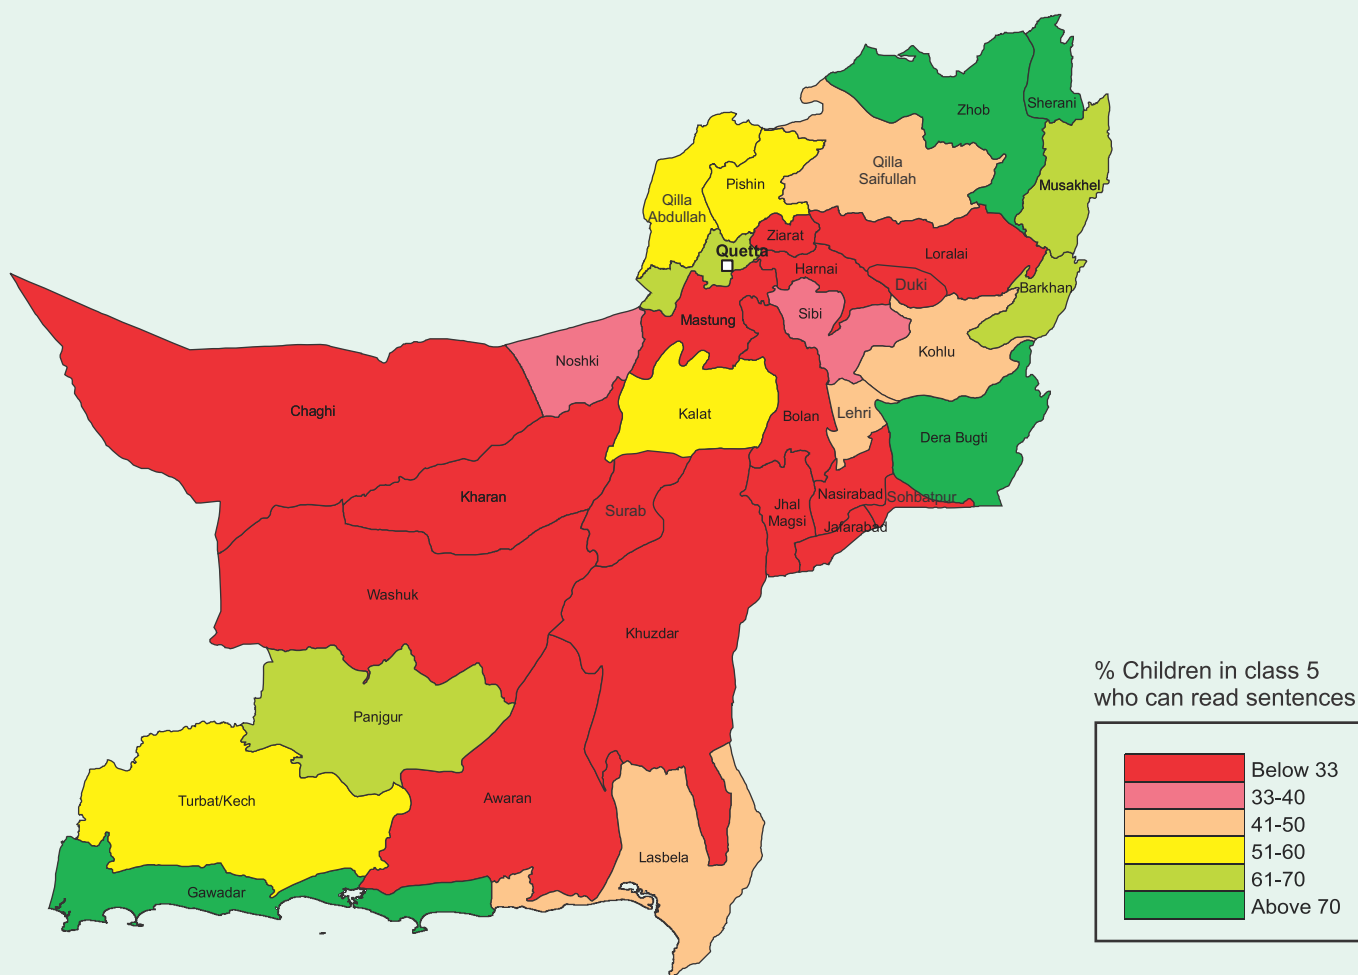 Sherani
Zhob
Qilla
Saifullah
Musakhel
Pishin
Qilla
Abdullah
Ziarat
Quetta
Loralai
Harnai
Duki
Barkhan
Sibi
Mastung
Kohlu
Noshki
Chaghi
Kalat
Bolan
Lehri
Dera Bugti
Kharan
Surab
Jhal
Magsi
Nasirabad
Sohbatpur
Jafarabad
Washuk
Khuzdar
Panjgur
Turbat/Kech
Awaran
Lasbela
Gawadar
% Children in class 5
who can read sentences
Below 33
33-40
41-50
51-60
61-70
Above 70